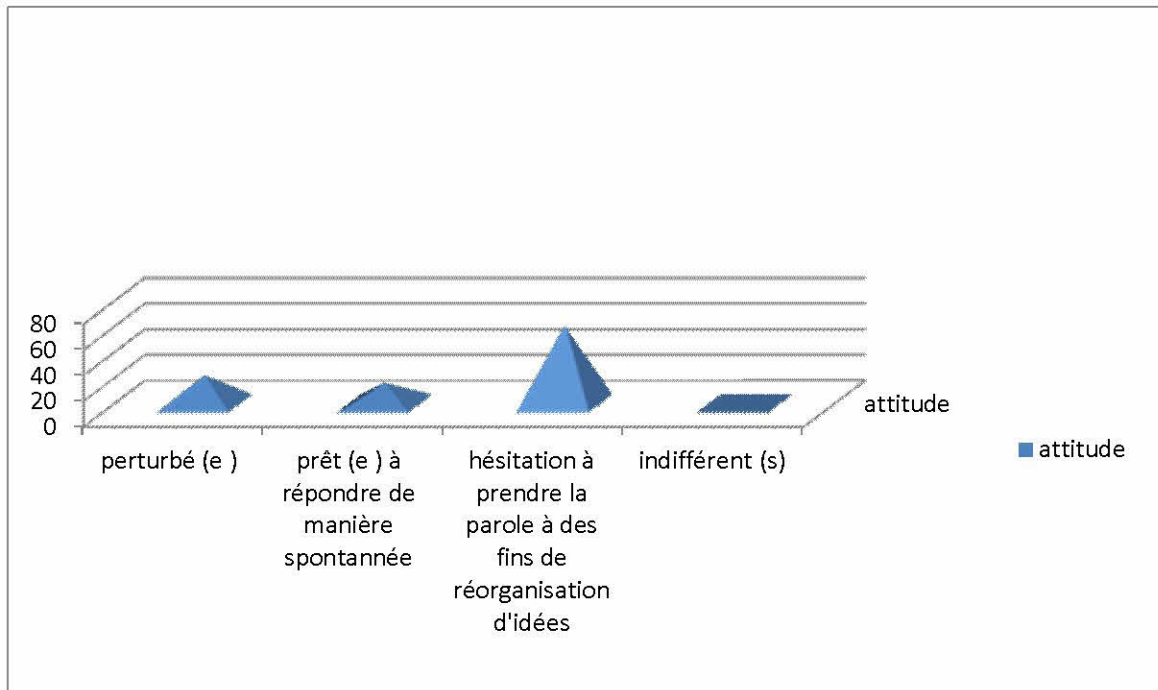 80
60
40
20
0
attitude
attitude
perturbé (e )
prêt (e ) à
répondre de
manière
spontannée
hésitation à
prendre la
parole à des
fins de
réorganisation
d'idées
indifférent (s)